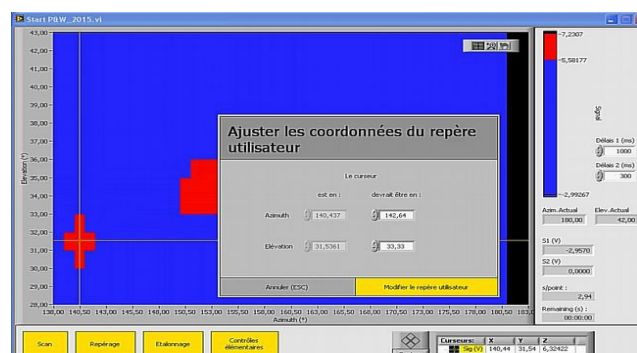 Start P&W_2015.vi
43,00
42,00
41,00
40,00
39,00
38,00
37,00
36,00
35,00
34,00
33,00
32,00
31,00
30,00
29,00
28,00
Elévation (°)
138,00 140,50 143,00 145,50 148,00 150,50 153,00 155,50 158,00 160,50 163,00 165,50 168,00 170,50 173,00 175,50 178,00 180,50
Azimuth (°)
Ajuster les coordonnées du repère
utilisateur
Le curseur
est en : devrait être en :
Azimuth 140,437 142,64
Elévation 31,5361 33,33
Annuler (ESC) Modifier le repère utilisateur
-7,2307
-5,58177
-2,99267
Signal
Délais 1 (ms)
1000
Délais 2 (ms)
300
Azim.Actual Elev.Actual
180,00 42,00
S1 (V)
-2,9570
S2 (V)
0,0000
s/point :
2,94
Remaining (s) :
00:00:00
Scan Repérage Etalonnage Contrôles
élémentaires
Curseurs: X Y Z
Sig (V) 140,44 31,54 6,32422